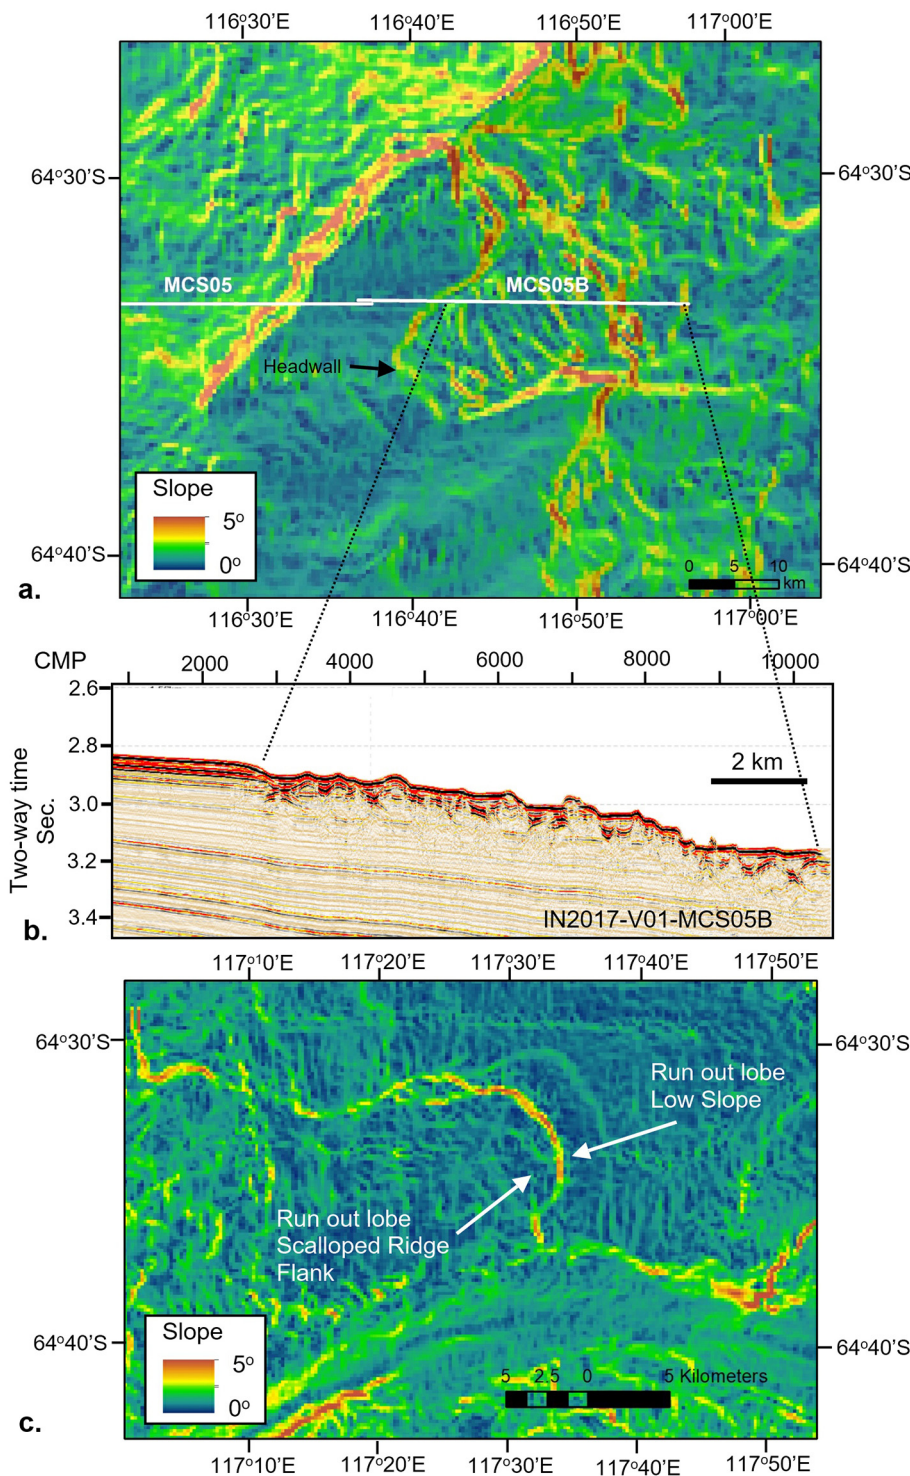 116°30'E 116°40'E 116°50'E 117°00'E
64°30'S 64°30'S
MCS05 MCS05B
Headwall
Slope
5°
0°
64°40'S 64°40'S
0 5 10
km
a.
116°30'E 116°40'E 116°50'E 117°00'E
CMP 2000 4000 6000 8000 10000
2.6
2.8
2 km
3.0
Two-way time
Sec.
3.2
3.4
IN2017-V01-MCS05B
b.
117°10'E 117°20'E 117°30'E 117°40'E 117°50'E
64°30'S 64°30'S
Run out lobe
Low Slope
Run out lobe
Scalloped Ridge
Flank
Slope
5°
0°
64°40'S 64°40'S
5 2.5 0 5 Kilometers
c.
117°10'E 117°20'E 117°30'E 117°40'E 117°50'E